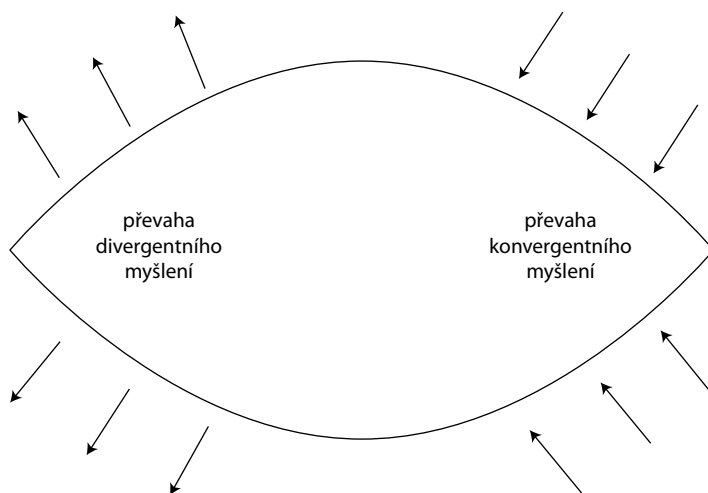 převaha
divergentního
myšlení
převaha
konvergentního
myšlení